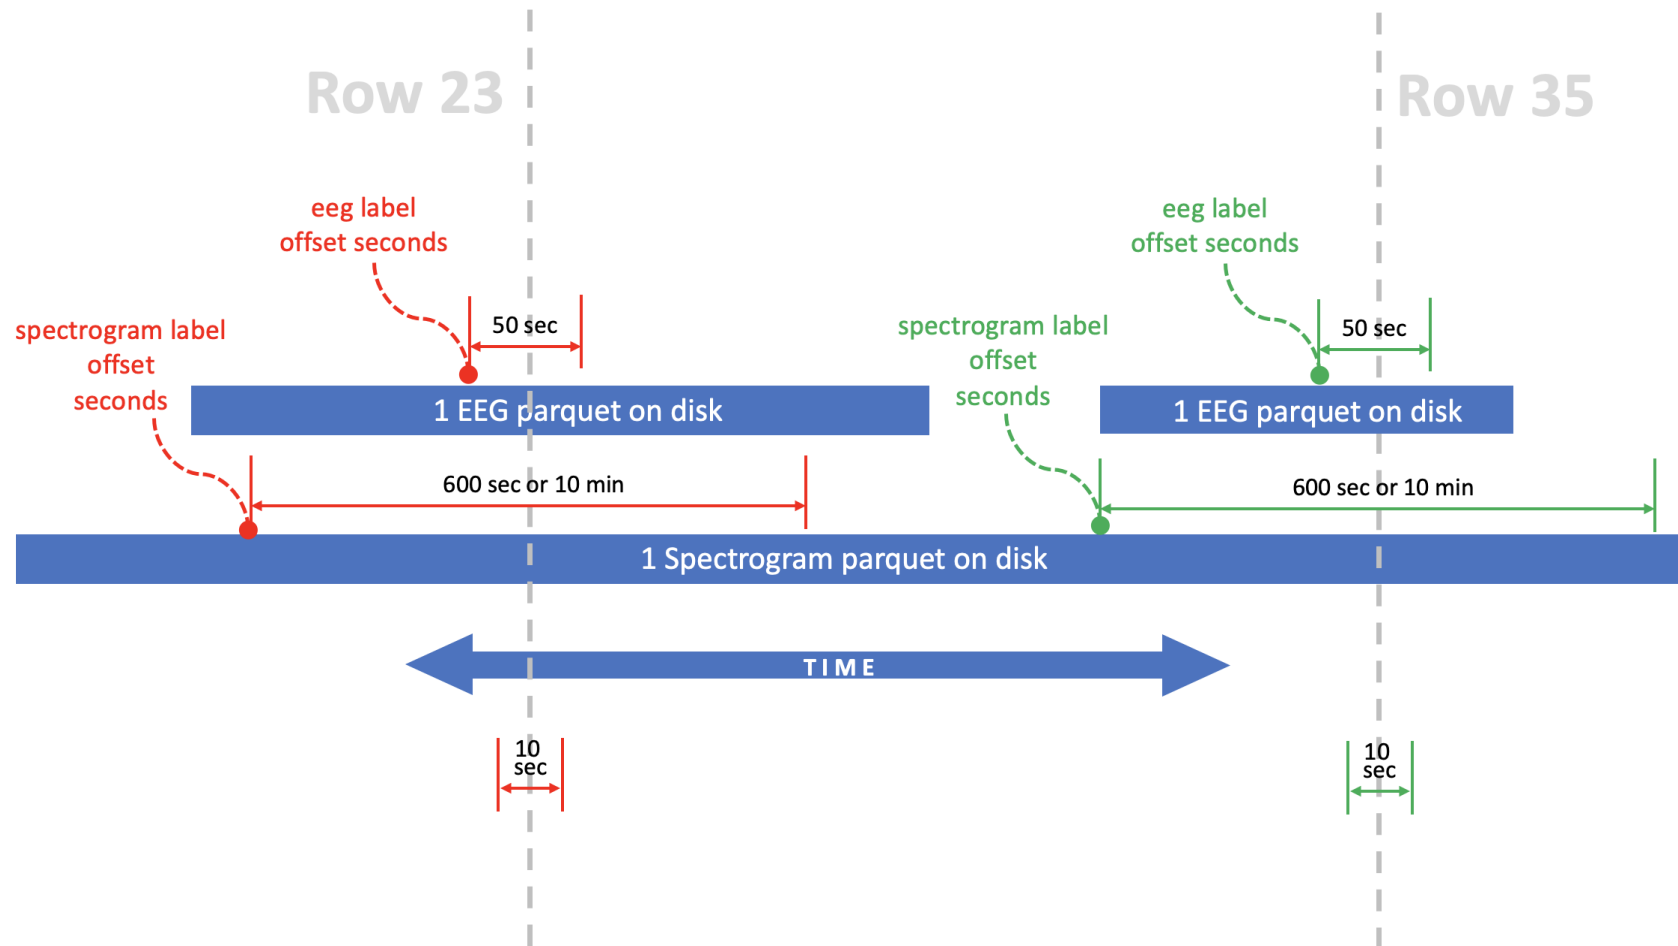 Row 23
Row 35
eeg label
offset seconds
eeg label
offset seconds
spectrogram label
offset
seconds
50 sec
spectrogram label
offset
seconds
50 sec
1 EEG parquet on disk
1 EEG parquet on disk
600 sec or 10 min
600 sec or 10 min
1 Spectrogram parquet on disk
TIME
10
sec
10
sec